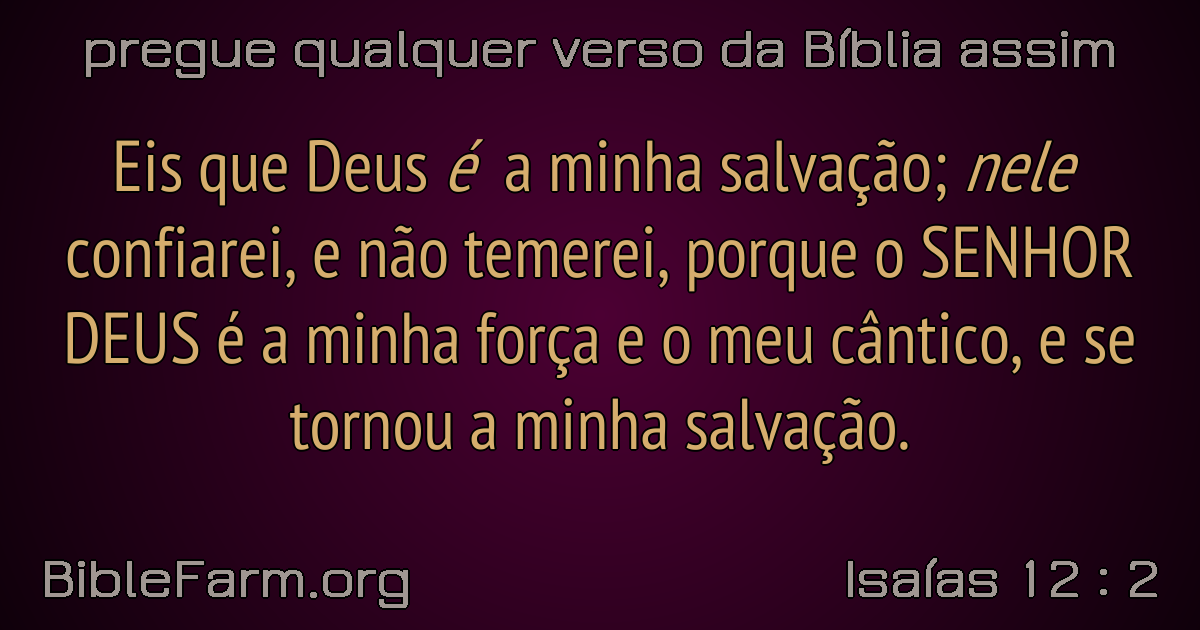 pregue qualquer verso da Bíblia assim
Eis que Deus é a minha salvação; nele
confiarei, e não temerei, porque o SENHOR
DEUS é a minha força e o meu cântico, e se
tornou a minha salvação.
BibleFarm.org
Isaías 12 : 2